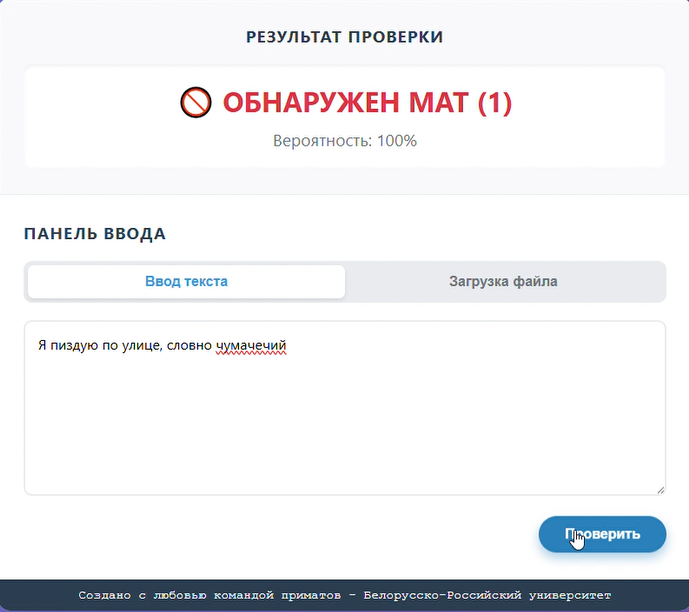 РЕЗУЛЬТАТ ПРОВЕРКИ
ОБНАРУЖЕН МАТ (1)
Вероятность: 100%
ПАНЕЛЬ ВВОДА
Ввод текста
Загрузка файла
Я пиздую по улице, словно чумачечий
Проверить
Создано с любовью командой приматов - Белорусско-Российский университет